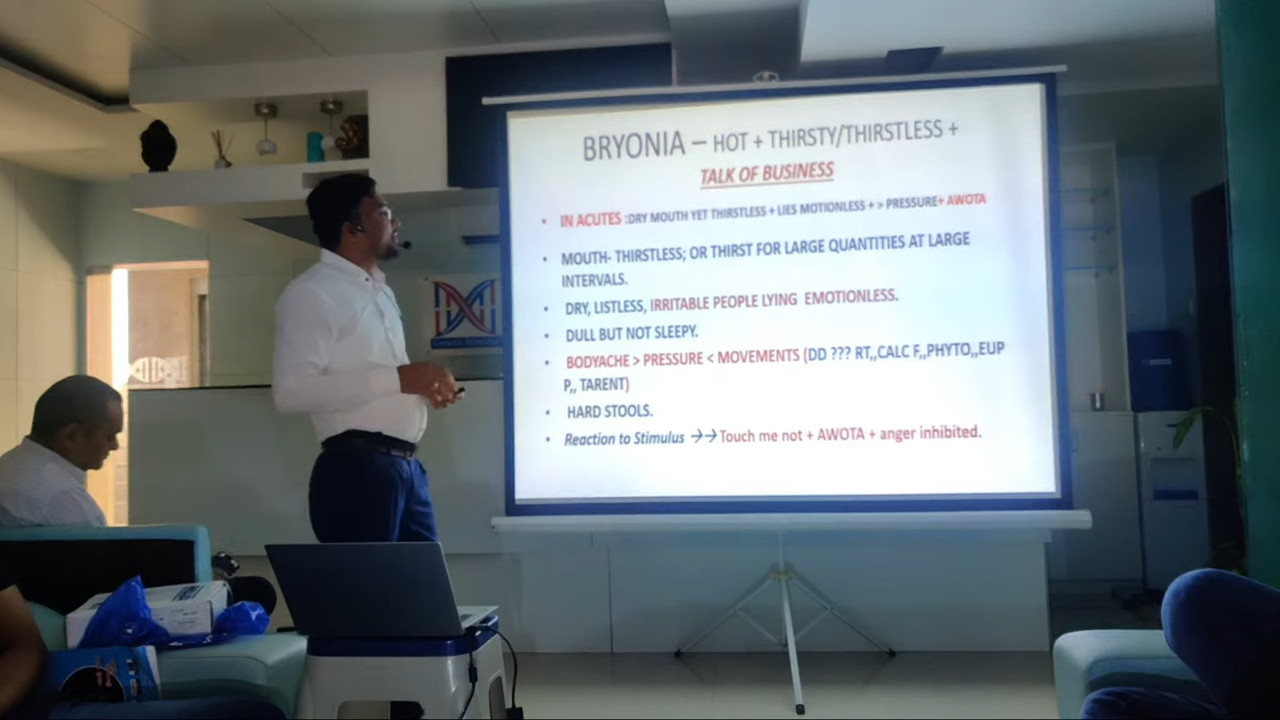 BRYONIA – HOT + THIRSTY/THIRSTLESS +
TALK OF BUSINESS
• IN ACUTES :DRY MOUTH YET THIRSTLESS + LIES MOTIONLESS + > PRESSURE+ AWOTA
• MOUTH- THIRSTLESS; OR THIRST FOR LARGE QUANTITIES AT LARGE
INTERVALS.
• DRY, LISTLESS, IRRITABLE PEOPLE LYING EMOTIONLESS.
• DULL BUT NOT SLEEPY.
• BODYACHE > PRESSURE < MOVEMENTS (DD ??? RT,,CALC F,,PHYTO,,EUP
P,, TARENT)
• HARD STOOLS.
• Reaction to Stimulus →→Touch me not + AWOTA + anger inhibited.